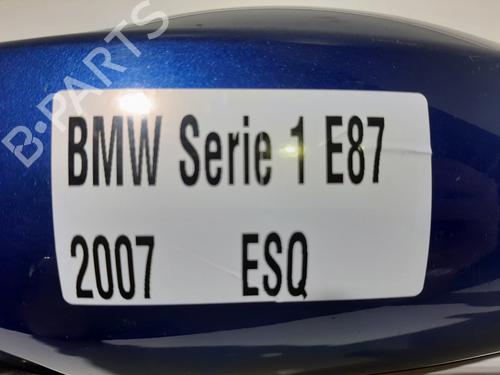 B-PARTS
BMW Serie 1 E87
2007 ESQ